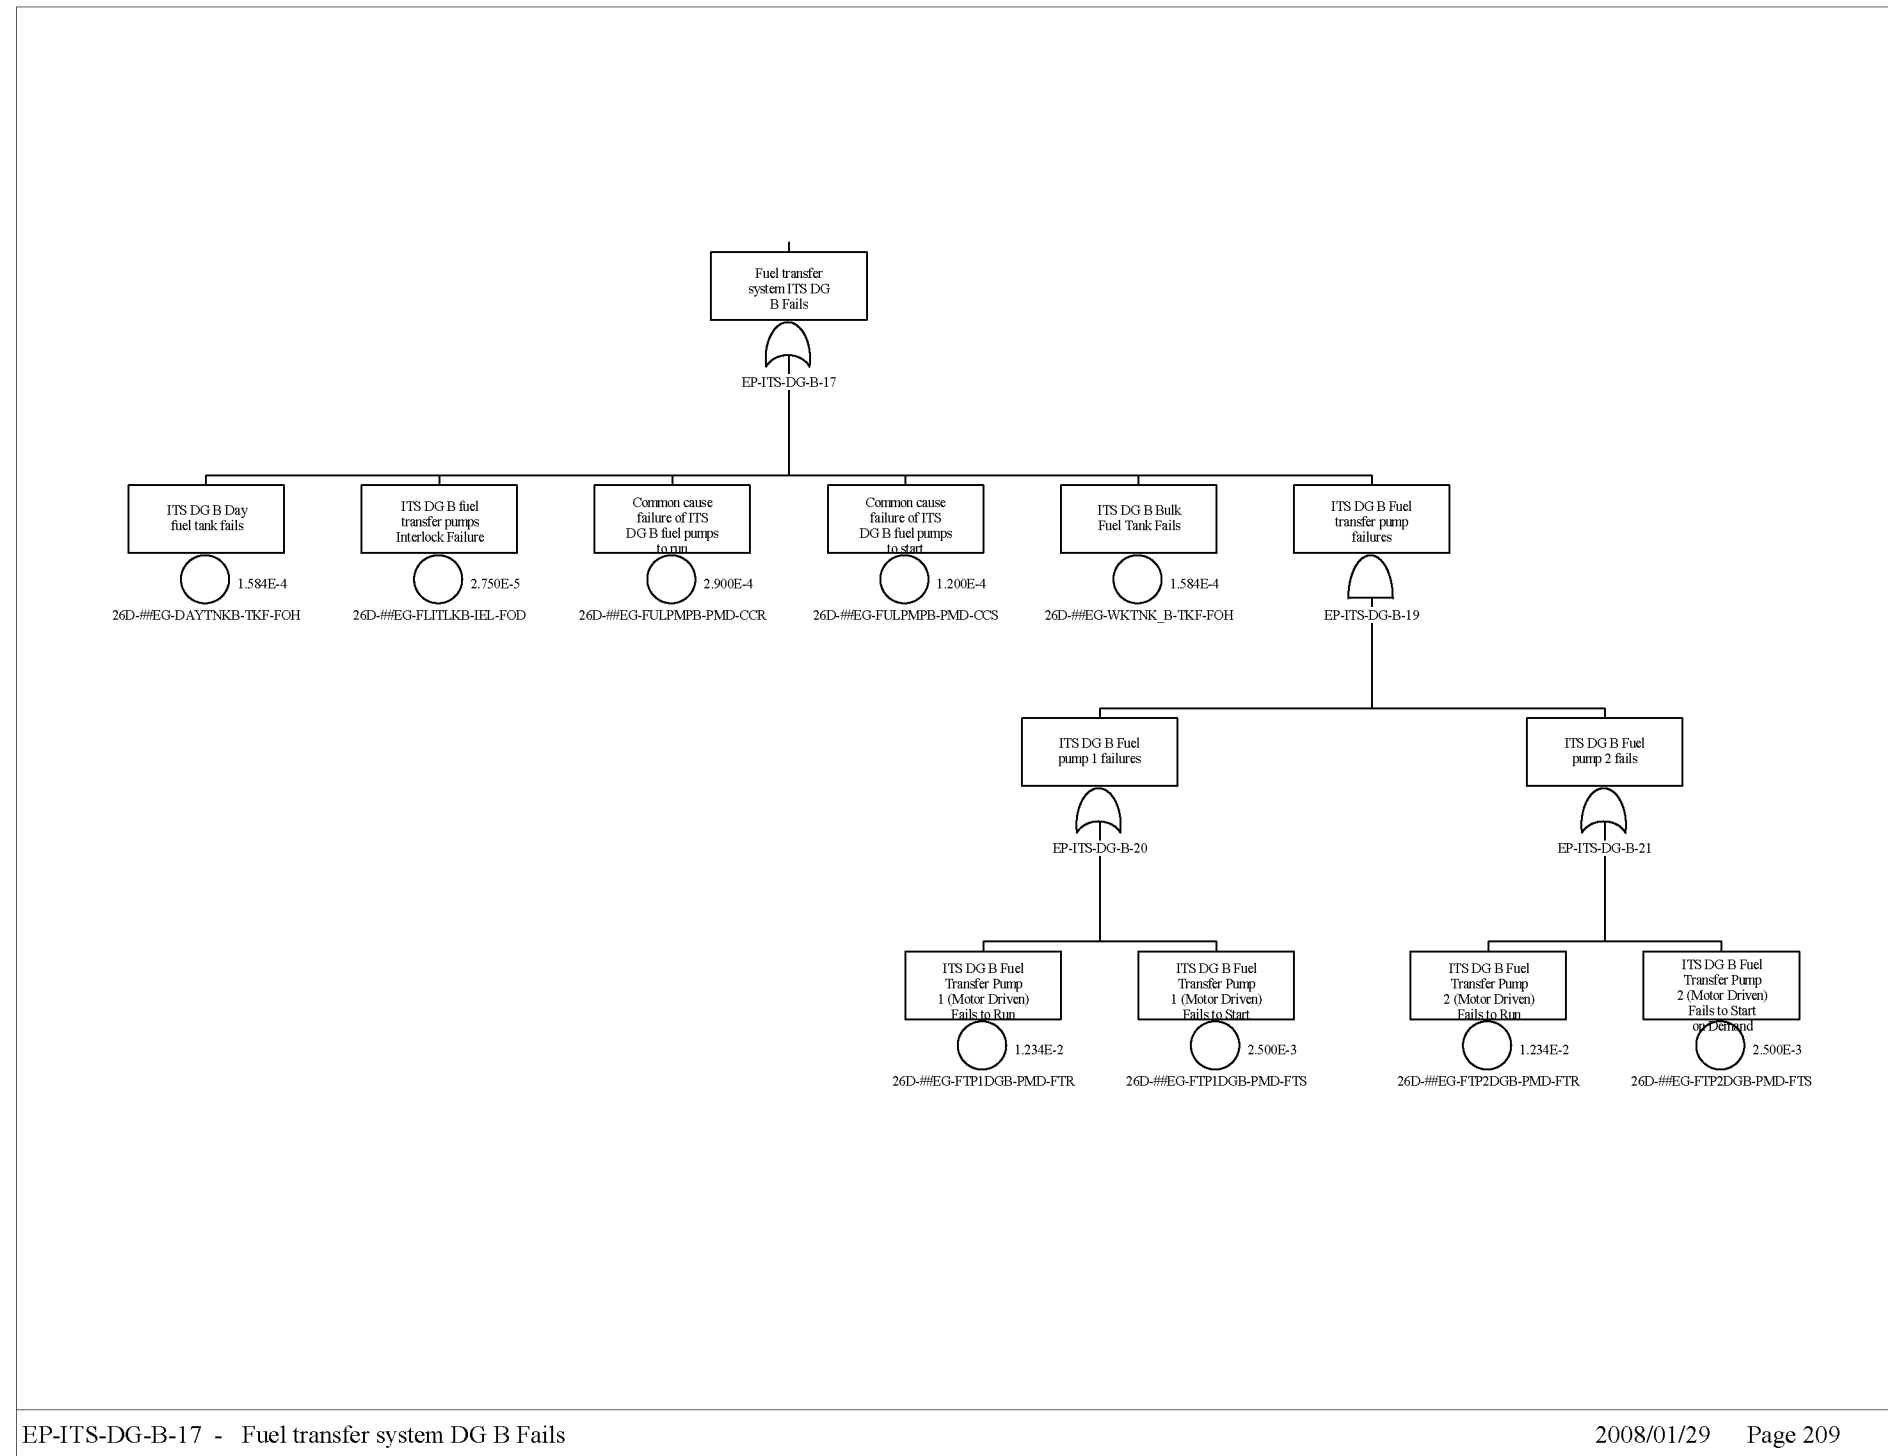 Fuel transfer
system ITS DG
B Fails
EP-ITS-DG-B-17
ITS DG B Day
fuel tank fails
1.584E-4
26D-##EG-DAYTNKB-TKF-FOH
ITS DG B fuel
transfer pumps
Interlock Failure
2.750E-5
26D-##EG-FLITLKB-IEL-FOD
Common cause
failure of ITS
DG B fuel pumps
to run
2.900E-4
26D-##EG-FULPMPB-PMD-CCR
Common cause
failure of ITS
DG B fuel pumps
to start
1.200E-4
26D-##EG-FULPMPB-PMD-CCS
ITS DG B Bulk
Fuel Tank Fails
1.584E-4
26D-##EG-WKTNK_B-TKF-FOH
ITS DG B Fuel
transfer pump
failures
EP-ITS-DG-B-19
ITS DG B Fuel
pump 1 failures
EP-ITS-DG-B-20
ITS DG B Fuel
pump 2 fails
EP-ITS-DG-B-21
ITS DG B Fuel
Transfer Pump
1 (Motor Driven)
Fails to Run
1.234E-2
26D-##EG-FTP1DGB-PMD-FTR
ITS DG B Fuel
Transfer Pump
1 (Motor Driven)
Fails to Start
2.500E-3
26D-##EG-FTP1DGB-PMD-FTS
ITS DG B Fuel
Transfer Pump
2 (Motor Driven)
Fails to Run
1.234E-2
26D-##EG-FTP2DGB-PMD-FTR
ITS DG B Fuel
Transfer Pump
2 (Motor Driven)
Fails to Start
on Demand
2.500E-3
26D-##EG-FTP2DGB-PMD-FTS
EP-ITS-DG-B-17 - Fuel transfer system DG B Fails
2008/01/29 Page 209